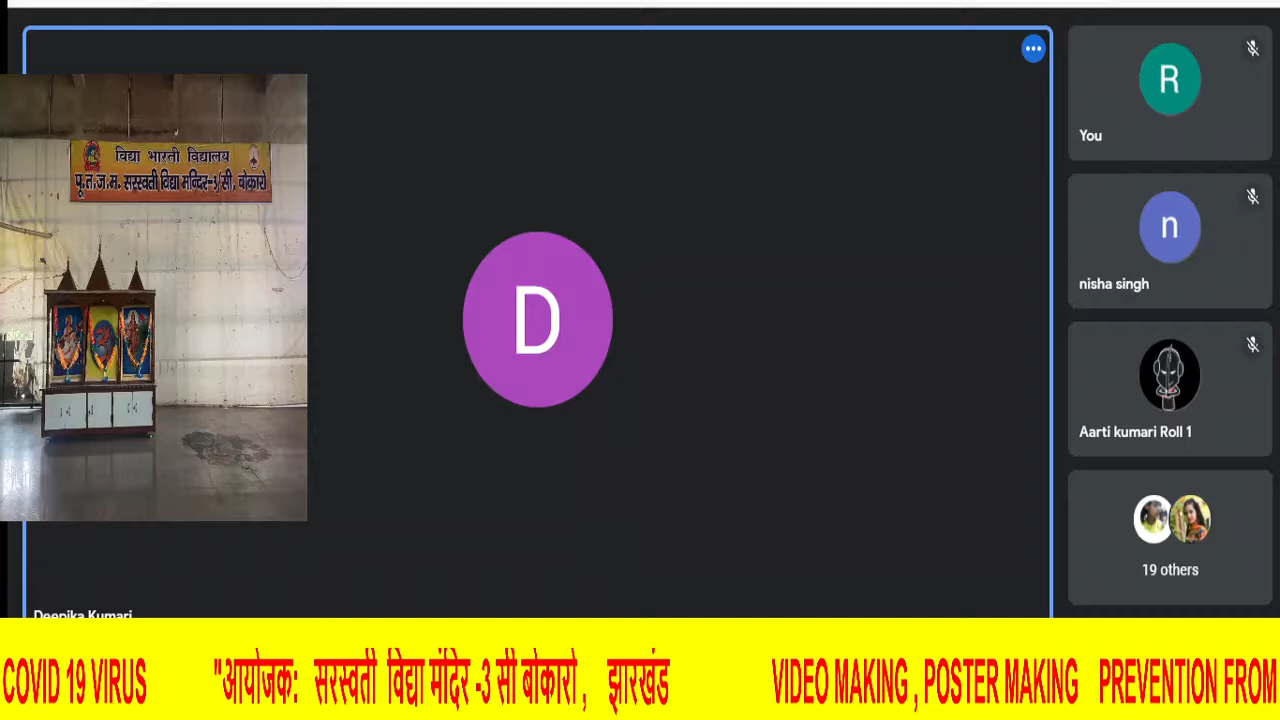 विद्या भारती विद्यालय
पू.त.ज.म. सरस्वती विद्या मन्दिर-3/सी, बोकारो
D
Deepika Kumari
R
You
n
nisha singh
Aarti kumari Roll 1
19 others
COVID 19 VIRUS "आयोजक: सरस्वती विद्या मंदिर -3 सी बोकारो , झारखंड VIDEO MAKING , POSTER MAKING PREVENTION FROM